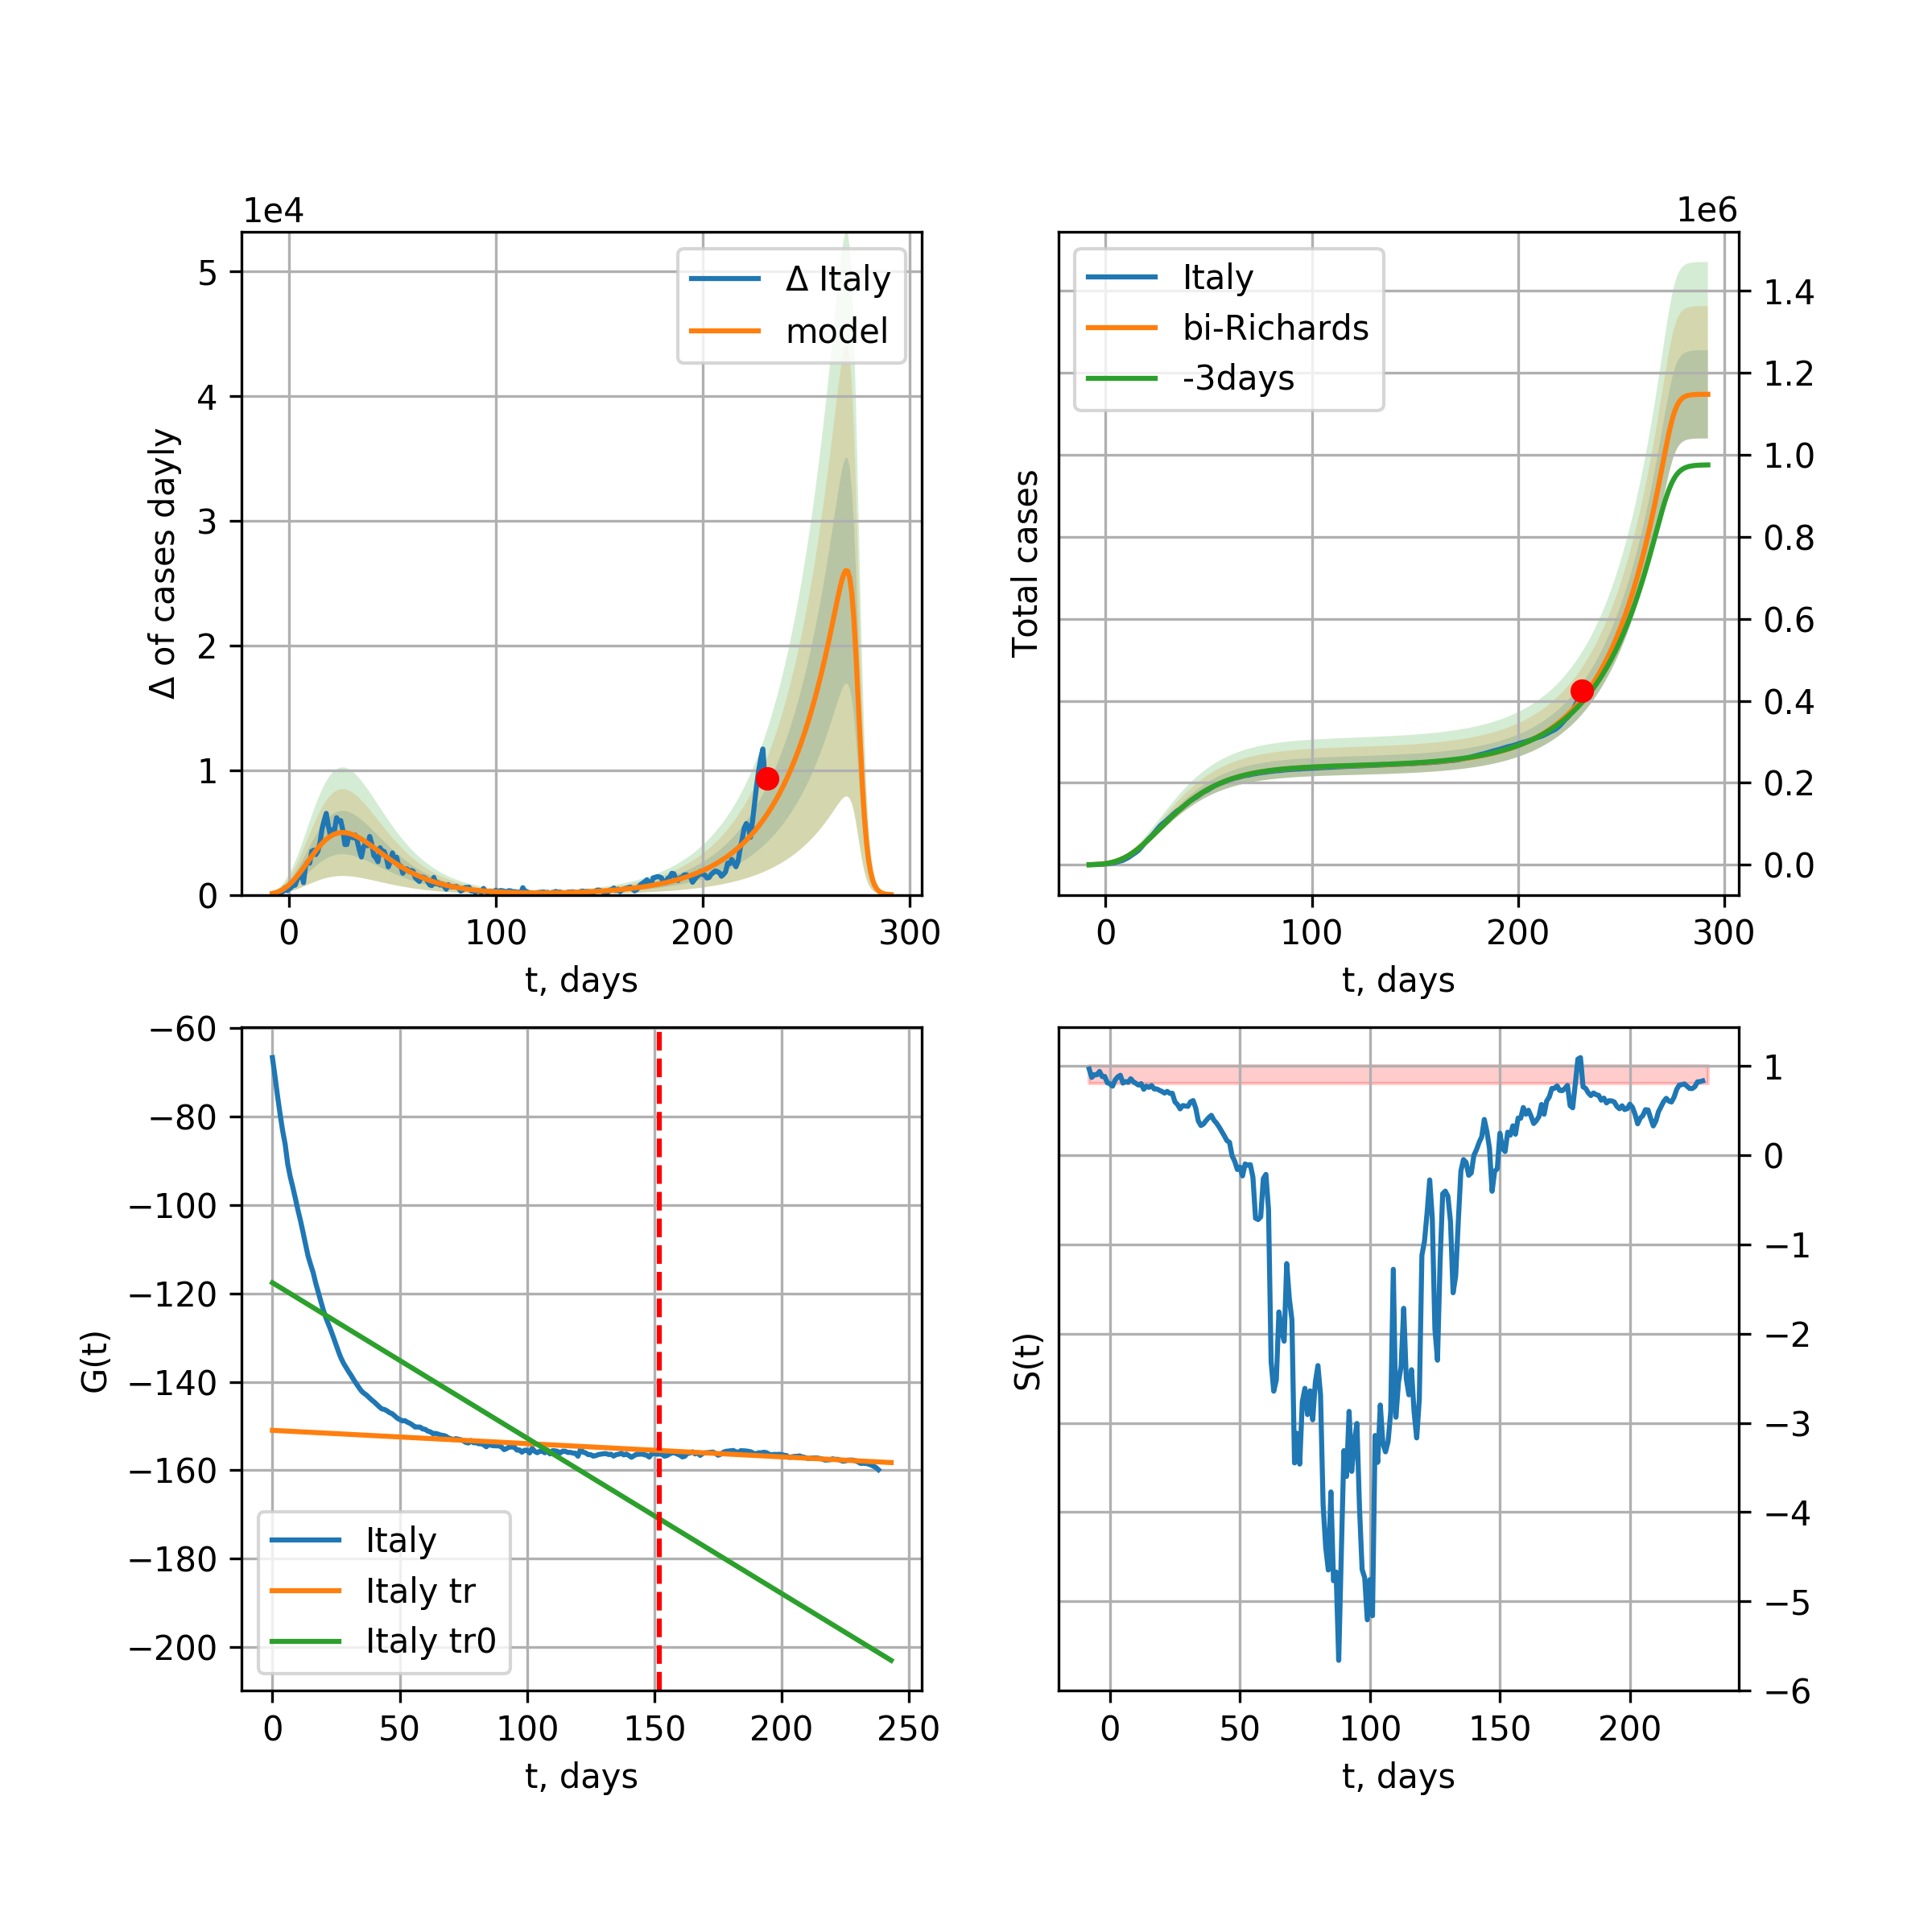 1e4
5
4
3
2
1
0
Δ of cases dayly
Δ Italy
model
0 100 200 300
t, days
1e6
Italy
bi-Richards
-3days
1.4
1.2
1.0
0.8
0.6
0.4
0.2
0.0
Total cases
0 100 200 300
t, days
−60
−80
−100
−120
−140
−160
−180
−200
G(t)
Italy
Italy tr
Italy tr0
0 50 100 150 200 250
t, days
S(t)
1
0
−1
−2
−3
−4
−5
−6
0 50 100 150 200
t, days